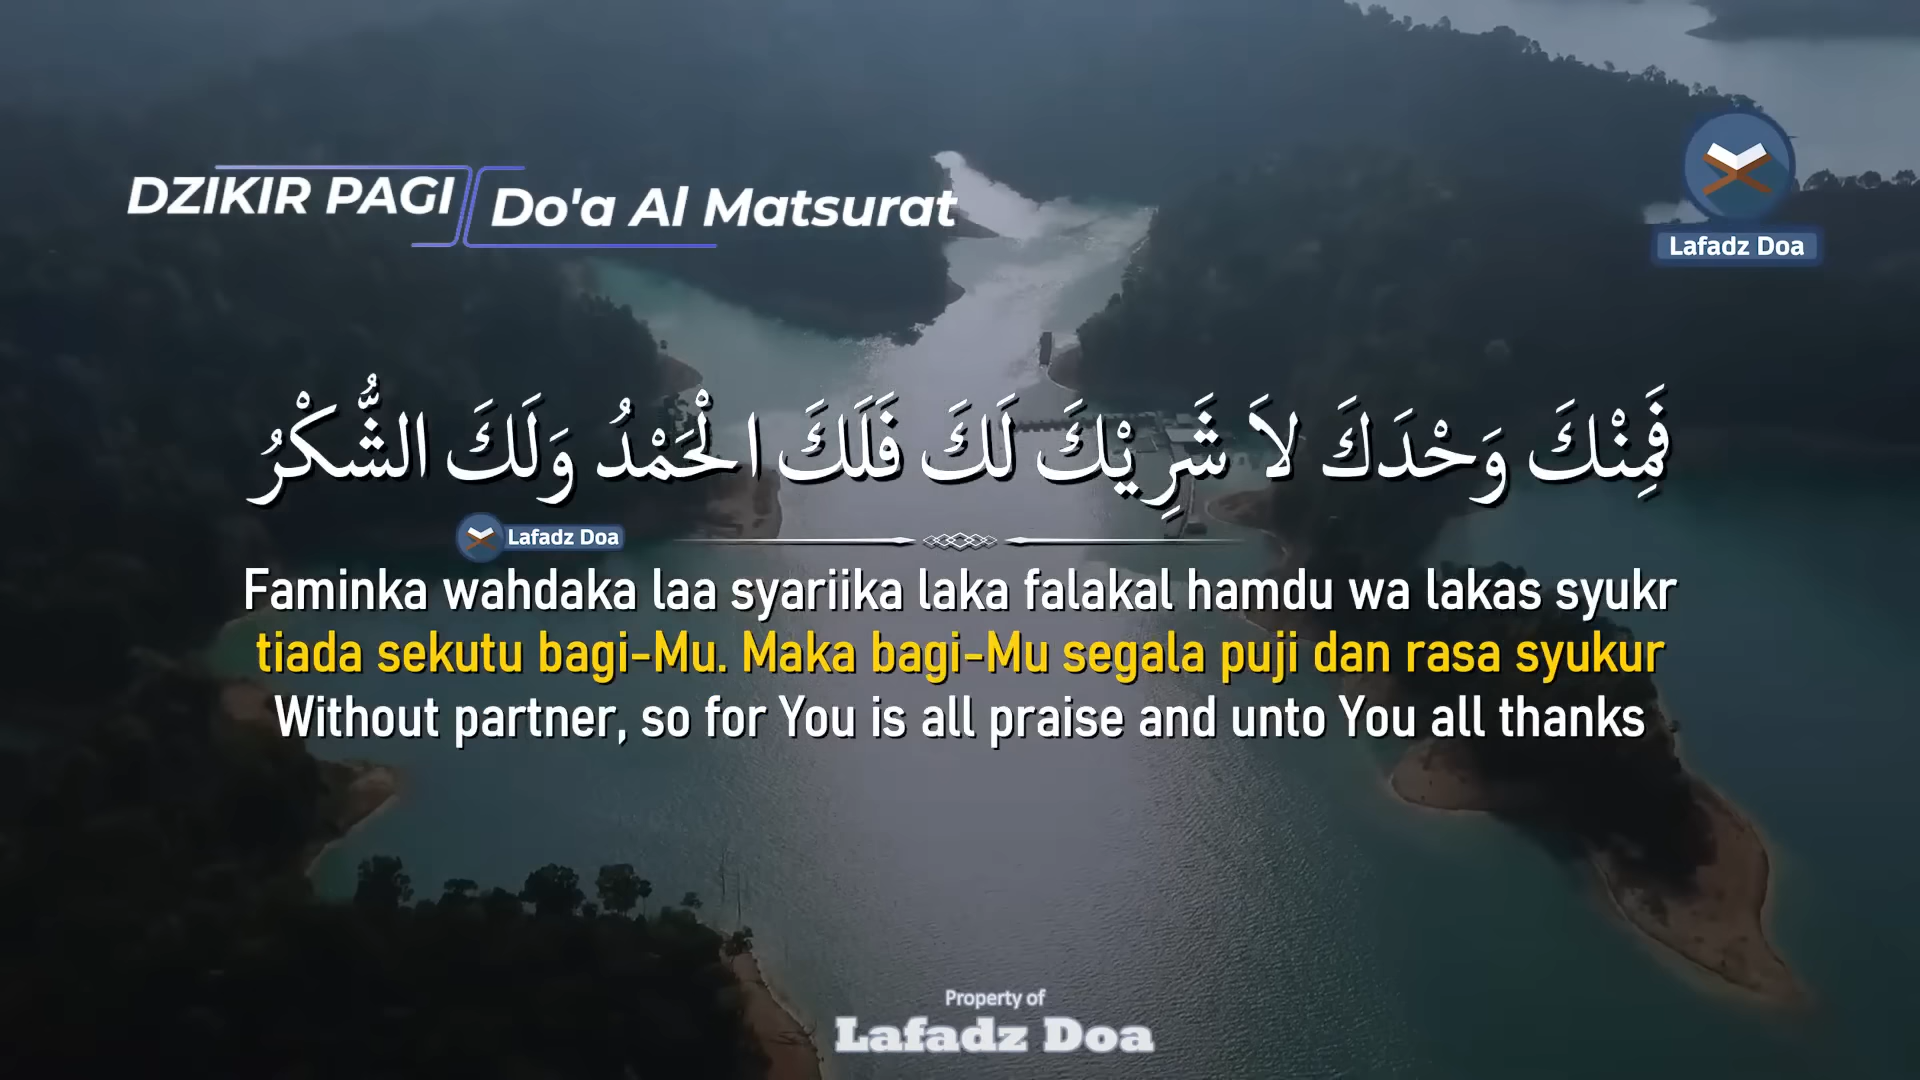 DZIKIR PAGI
Do'a Al Matsurat
Lafadz Doa
فَمِنْكَ وَحْدَكَ لاَ شَرِيْكَ لَكَ فَلَكَ الْحَمْدُ وَلَكَ الشُّكْرُ
Lafadz Doa
Faminka wahdaka laa syariika laka falakal hamdu wa lakas syukr
tiada sekutu bagi-Mu. Maka bagi-Mu segala puji dan rasa syukur
Without partner, so for You is all praise and unto You all thanks
Property of
Lafadz Doa